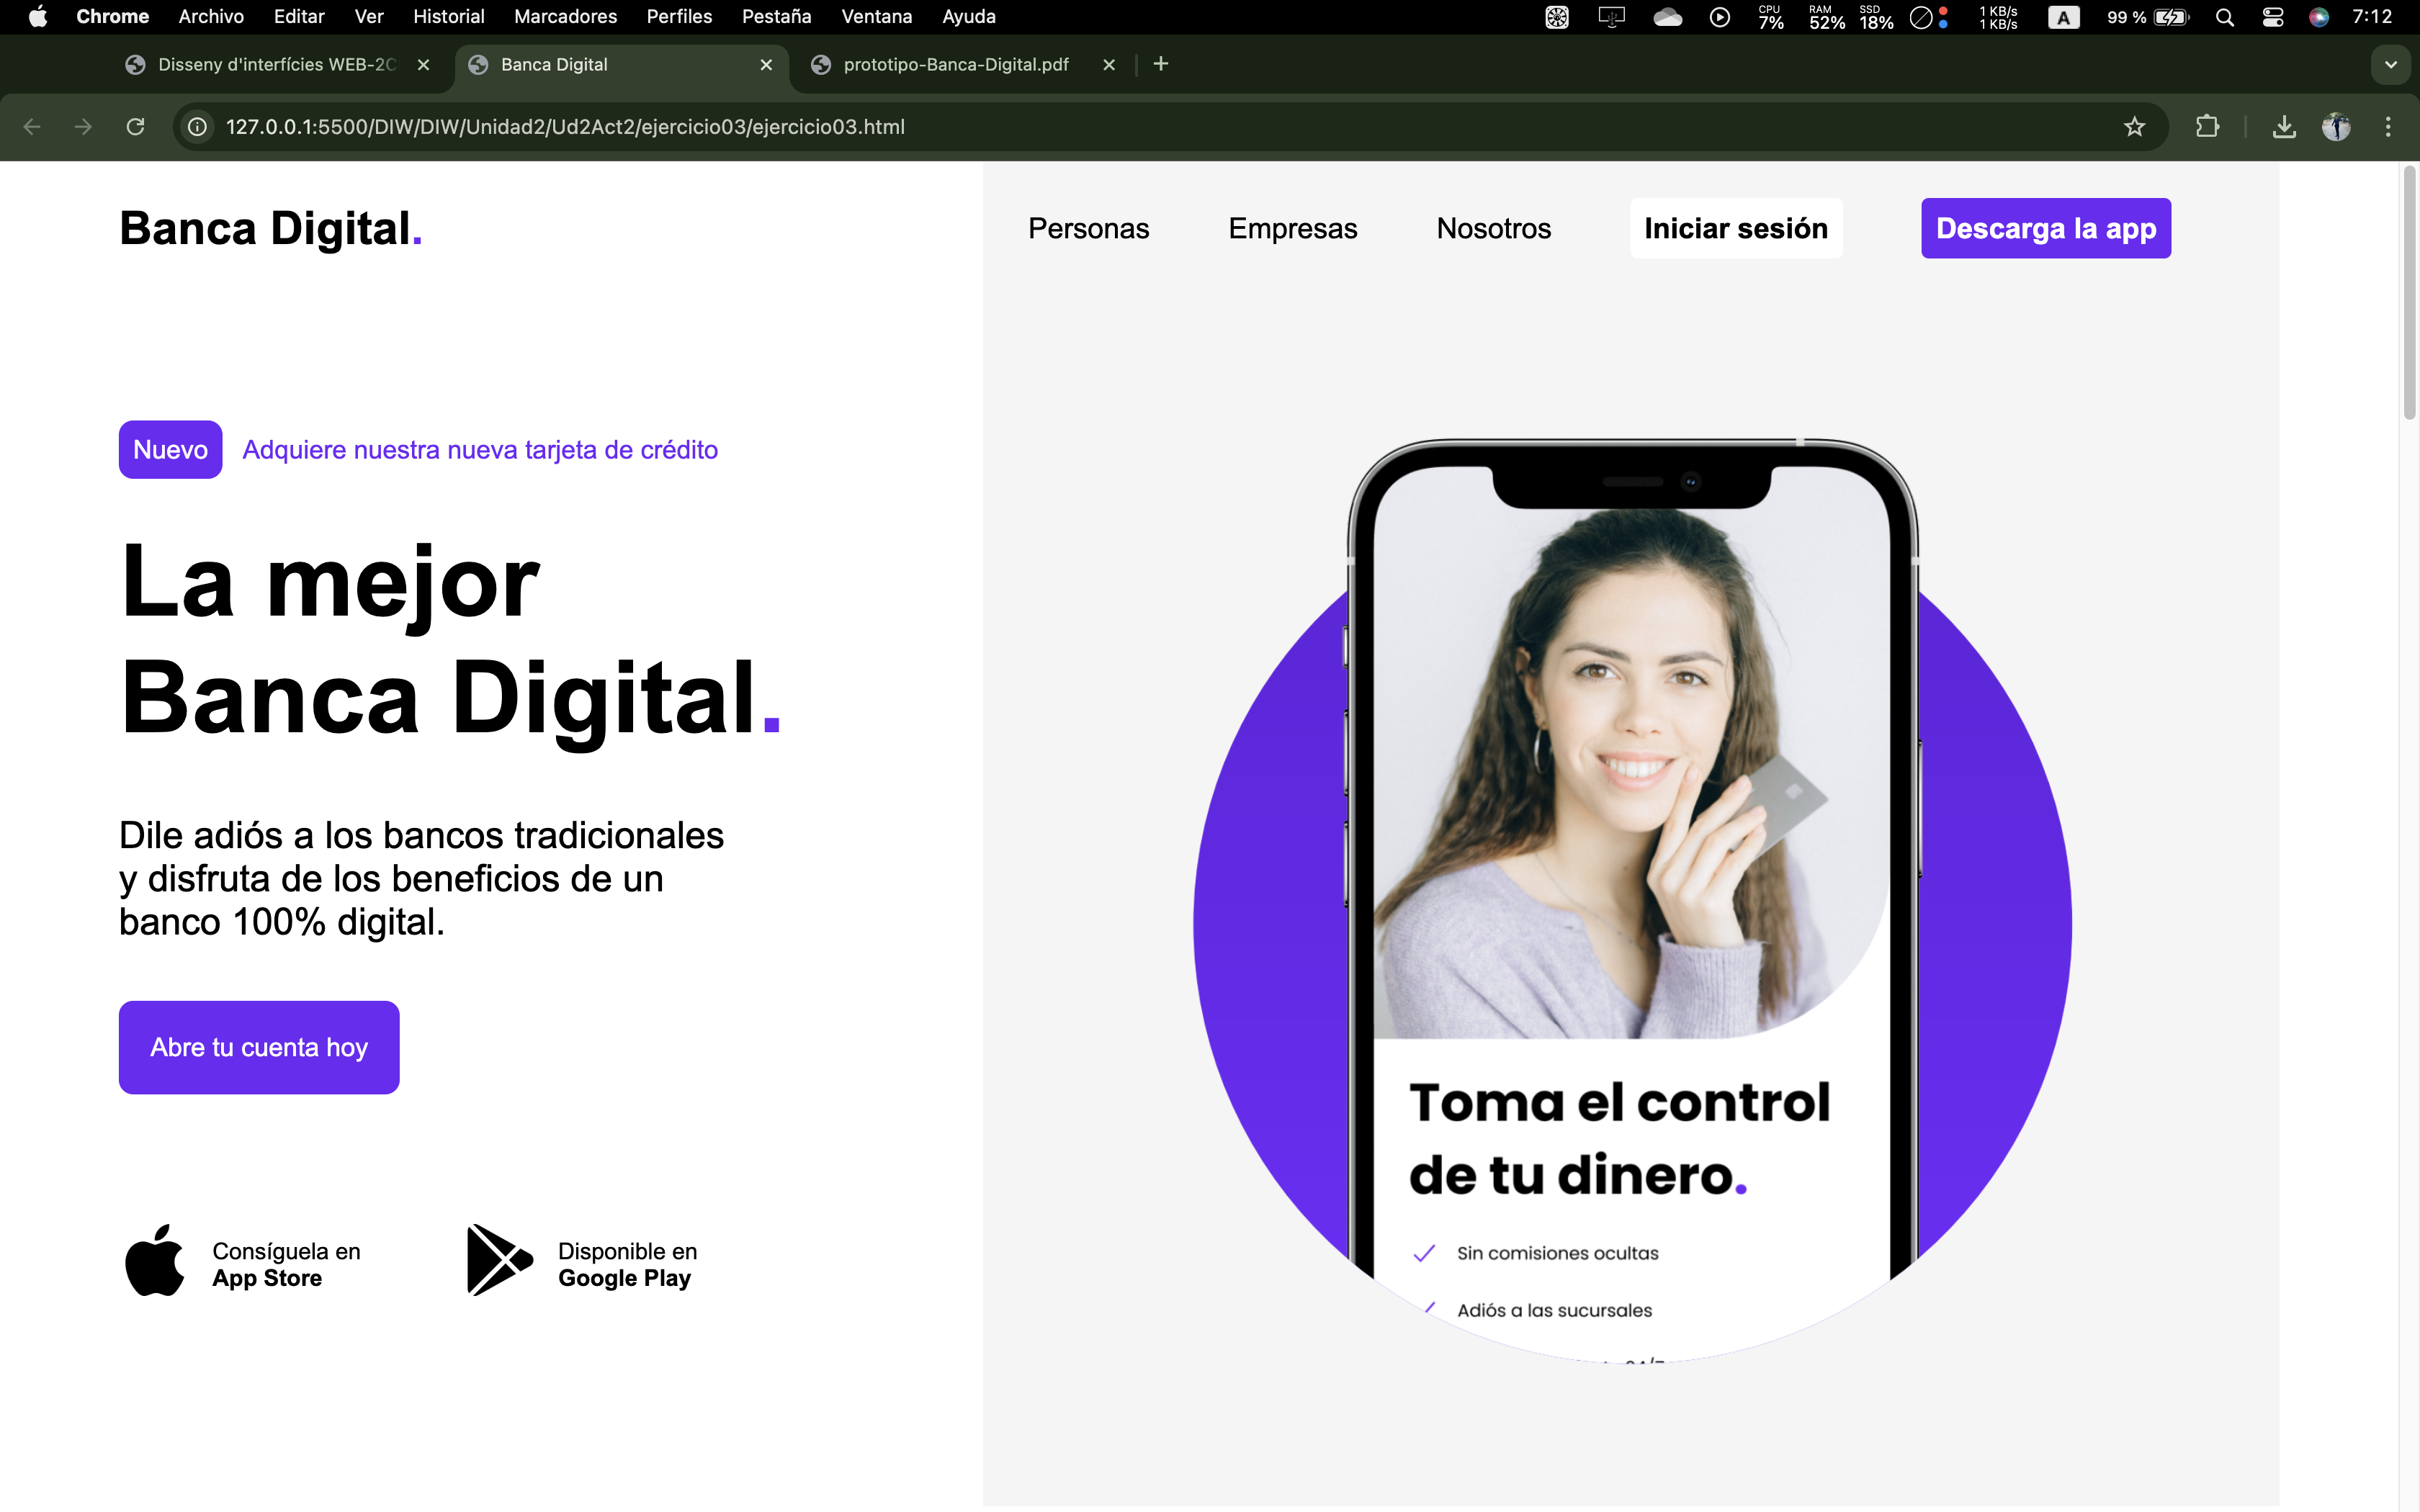 Chrome Archivo Editar Ver Historial Marcadores Perfiles Pestaña Ventana Ayuda CPU 7% RAM 52% SSD 18% 1 KB/s 1 KB/s A 99 % 7:12
Disseny d'interfícies WEB-2C Banca Digital prototipo-Banca-Digital.pdf
127.0.0.1:5500/DIW/DIW/Unidad2/Ud2Act2/ejercicio03/ejercicio03.html
Banca Digital. Personas Empresas Nosotros Iniciar sesión Descarga la app
Nuevo Adquiere nuestra nueva tarjeta de crédito
La mejor
Banca Digital.
Dile adiós a los bancos tradicionales
y disfruta de los beneficios de un
banco 100% digital.
Abre tu cuenta hoy
Consíguela en
App Store
Disponible en
Google Play
Toma el control
de tu dinero.
Sin comisiones ocultas
Adiós a las sucursales